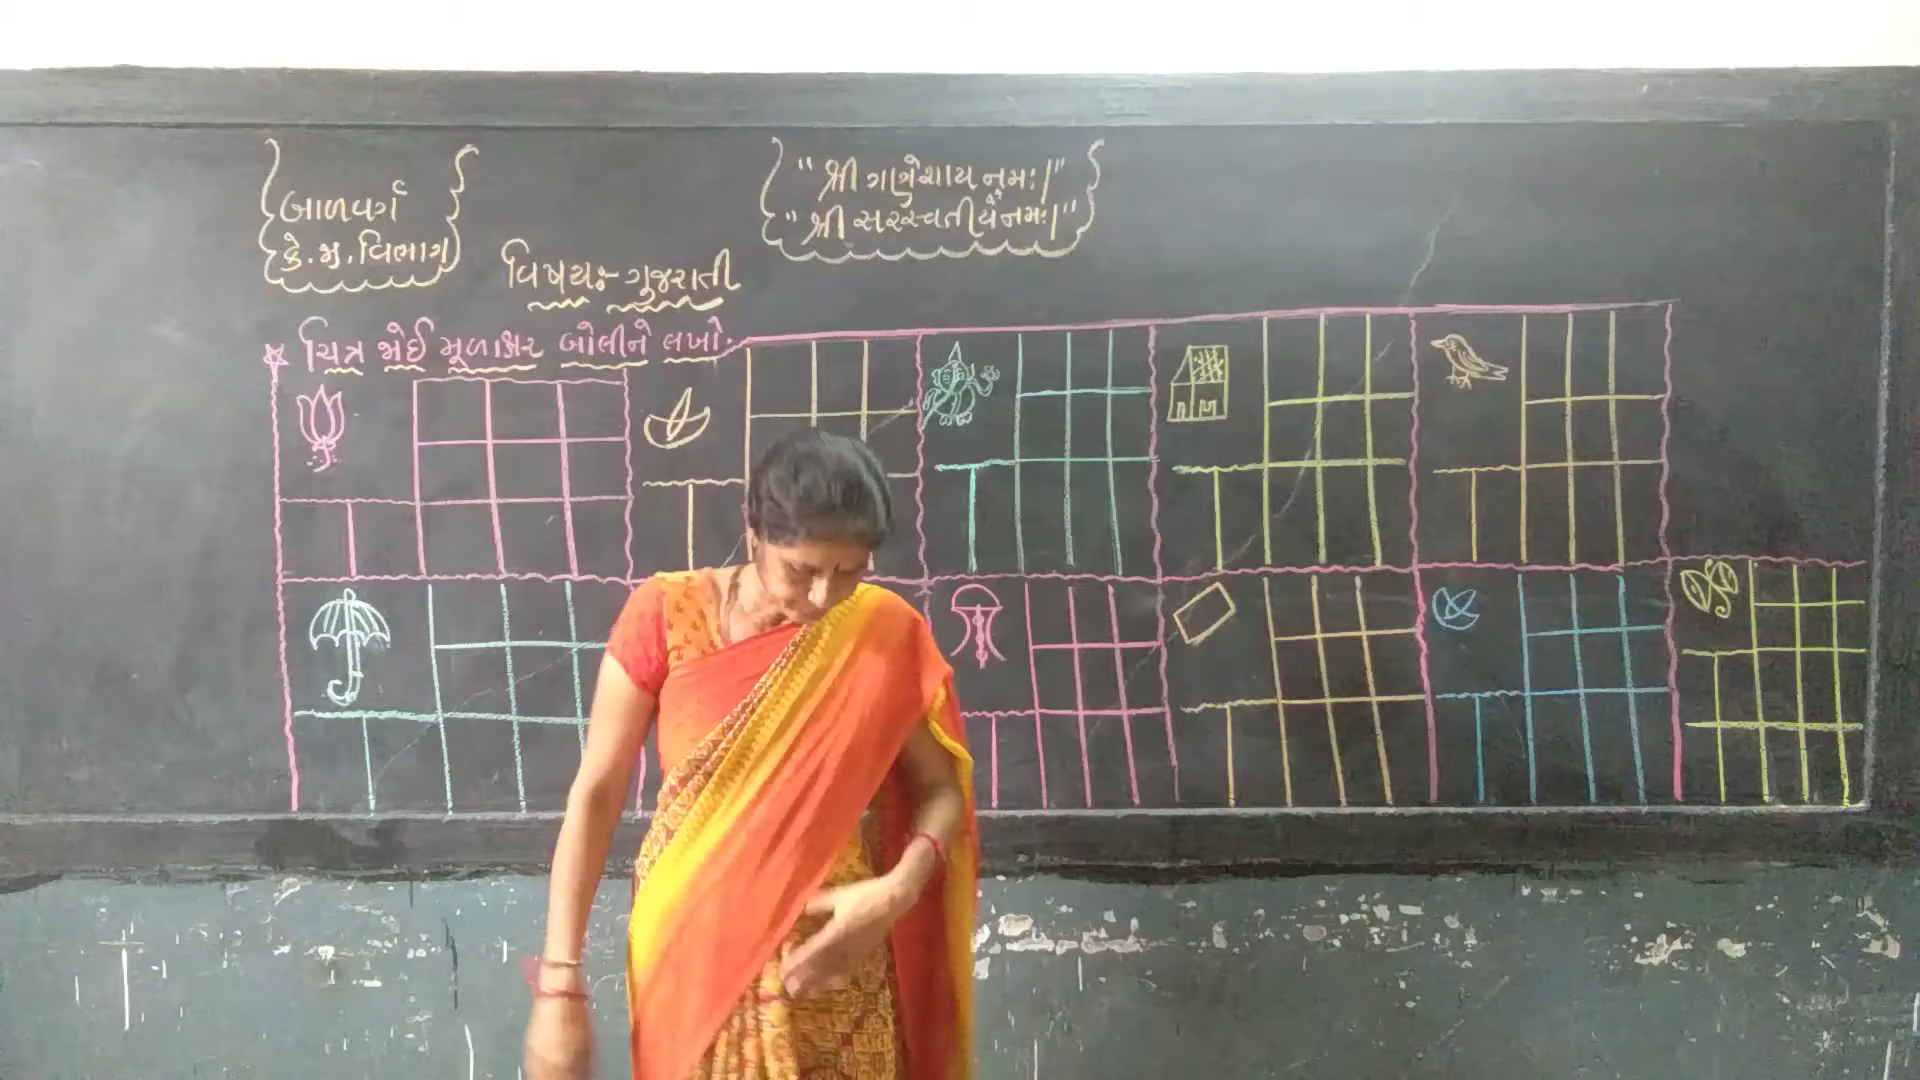 બાળવર્ગ
કે.મુ.વિભાગ
"શ્રી ગણેશાય નમઃ|"
"શ્રી સરસ્વતીયૈ નમઃ|"
વિષયઃ- ગુજરાતી
ચિત્ર જોઈ મૂળાક્ષર બોલીને લખો.